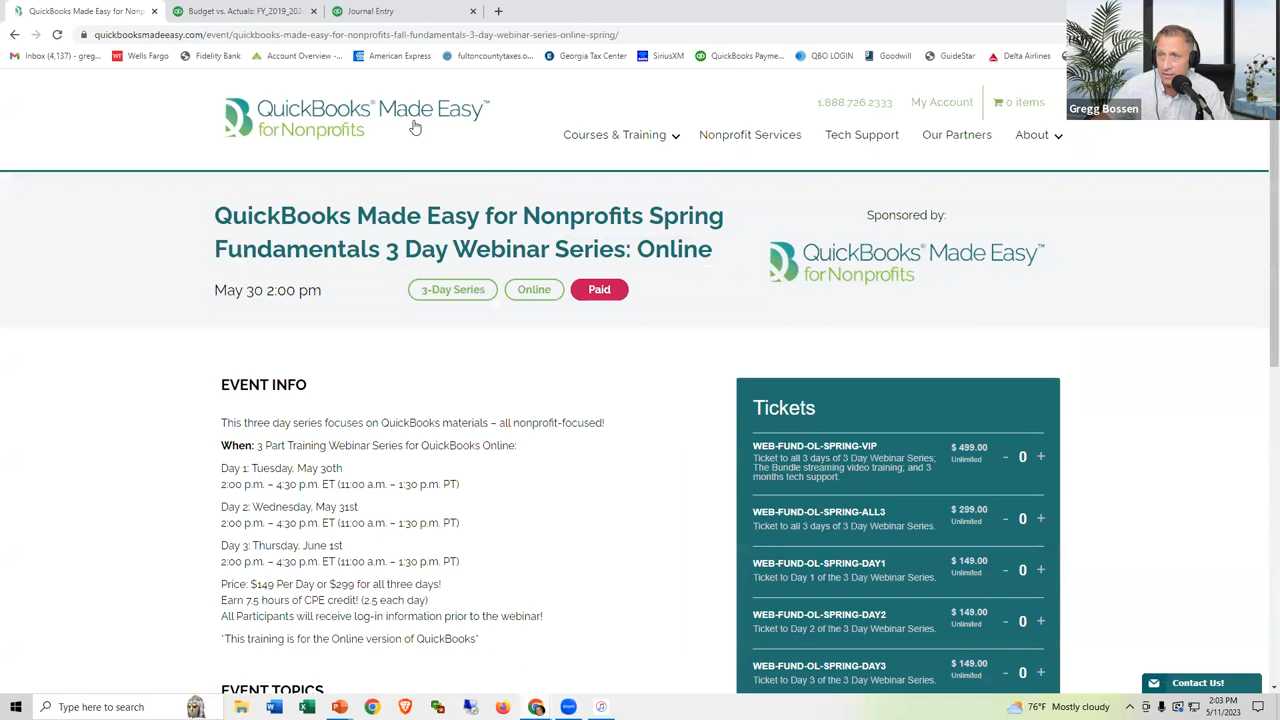 QuickBooks Made Easy for Non
Budget vs. Actuals: FY_2019_202
Journal Entry
quickbooksmadeeasy.com/event/quickbooks-made-easy-for-nonprofits-fall-fundamentals-3-day-webinar-series-online-spring/
Inbox (4,137) - greg...
Wells Fargo
Fidelity Bank
Account Overview -...
American Express
fultoncountytaxes.o...
Georgia Tax Center
SiriusXM
QuickBooks Payme...
QBO LOGIN
Goodwill
GuideStar
Delta Airlines
Gregg Bossen
QuickBooks® Made Easy™
for Nonprofits
1.888.726.2333 My Account 0 items
Courses & Training Nonprofit Services Tech Support Our Partners About
QuickBooks Made Easy for Nonprofits Spring
Fundamentals 3 Day Webinar Series: Online
May 30 2:00 pm
3-Day Series Online Paid
Sponsored by:
QuickBooks® Made Easy™
for Nonprofits
EVENT INFO
This three day series focuses on QuickBooks materials – all nonprofit-focused!
When: 3 Part Training Webinar Series for QuickBooks Online:
Day 1: Tuesday, May 30th
2:00 p.m. – 4:30 p.m. ET (11:00 a.m. – 1:30 p.m. PT)
Day 2: Wednesday, May 31st
2:00 p.m. – 4:30 p.m. ET (11:00 a.m. – 1:30 p.m. PT)
Day 3: Thursday, June 1st
2:00 p.m. – 4:30 p.m. ET (11:00 a.m. – 1:30 p.m. PT)
Price: $149 Per Day or $299 for all three days!
Earn 7.5 hours of CPE credit! (2.5 each day)
All Participants will receive log-in information prior to the webinar!
*This training is for the Online version of QuickBooks*
EVENT TOPICS
Tickets
WEB-FUND-OL-SPRING-VIP
Ticket to all 3 days of 3 Day Webinar Series;
The Bundle streaming video training; and 3
months tech support.
$ 499.00
Unlimited
- 0 +
WEB-FUND-OL-SPRING-ALL3
Ticket to all 3 days of 3 Day Webinar Series.
$ 299.00
Unlimited
- 0 +
WEB-FUND-OL-SPRING-DAY1
Ticket to Day 1 of the 3 Day Webinar Series.
$ 149.00
Unlimited
- 0 +
WEB-FUND-OL-SPRING-DAY2
Ticket to Day 2 of the 3 Day Webinar Series.
$ 149.00
Unlimited
- 0 +
WEB-FUND-OL-SPRING-DAY3
Ticket to Day 3 of the 3 Day Webinar Series.
$ 149.00
Unlimited
- 0 +
Contact Us!
Type here to search
76°F Mostly cloudy
2:03 PM
5/11/2023